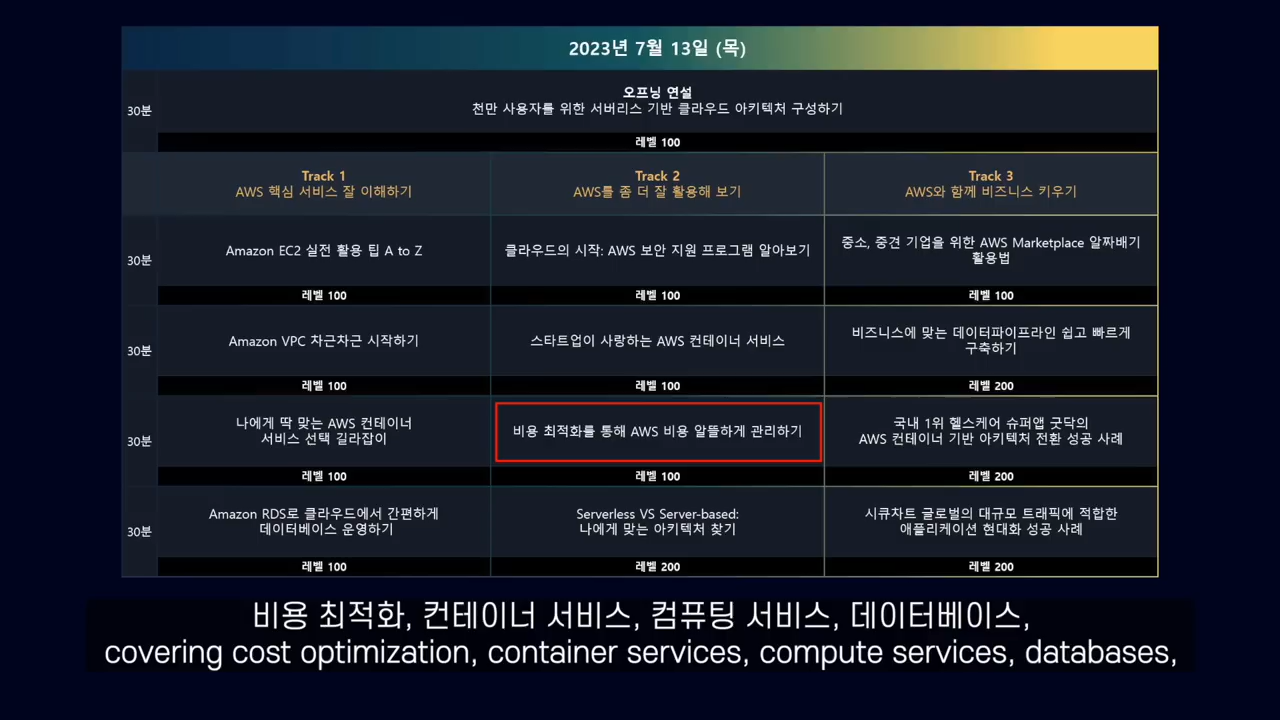 2023년 7월 13일 (목)
30분
오프닝 연설
천만 사용자를 위한 서버리스 기반 클라우드 아키텍처 구성하기
레벨 100
Track 1
AWS 핵심 서비스 잘 이해하기
Track 2
AWS를 좀 더 잘 활용해 보기
Track 3
AWS와 함께 비즈니스 키우기
30분
Amazon EC2 실전 활용 팁 A to Z
레벨 100
클라우드의 시작: AWS 보안 지원 프로그램 알아보기
레벨 100
중소, 중견 기업을 위한 AWS Marketplace 알짜배기
활용법
레벨 100
30분
Amazon VPC 차근차근 시작하기
레벨 100
스타트업이 사랑하는 AWS 컨테이너 서비스
레벨 100
비즈니스에 맞는 데이터파이프라인 쉽고 빠르게
구축하기
레벨 200
30분
나에게 딱 맞는 AWS 컨테이너
서비스 선택 길라잡이
레벨 100
비용 최적화를 통해 AWS 비용 알뜰하게 관리하기
레벨 100
국내 1위 헬스케어 슈퍼앱 굿닥의
AWS 컨테이너 기반 아키텍처 전환 성공 사례
레벨 200
30분
Amazon RDS로 클라우드에서 간편하게
데이터베이스 운영하기
레벨 100
Serverless VS Server-based:
나에게 맞는 아키텍처 찾기
레벨 200
시큐차트 글로벌의 대규모 트래픽에 적합한
애플리케이션 현대화 성공 사례
레벨 200
비용 최적화, 컨테이너 서비스, 컴퓨팅 서비스, 데이터베이스,
covering cost optimization, container services, compute services, databases,